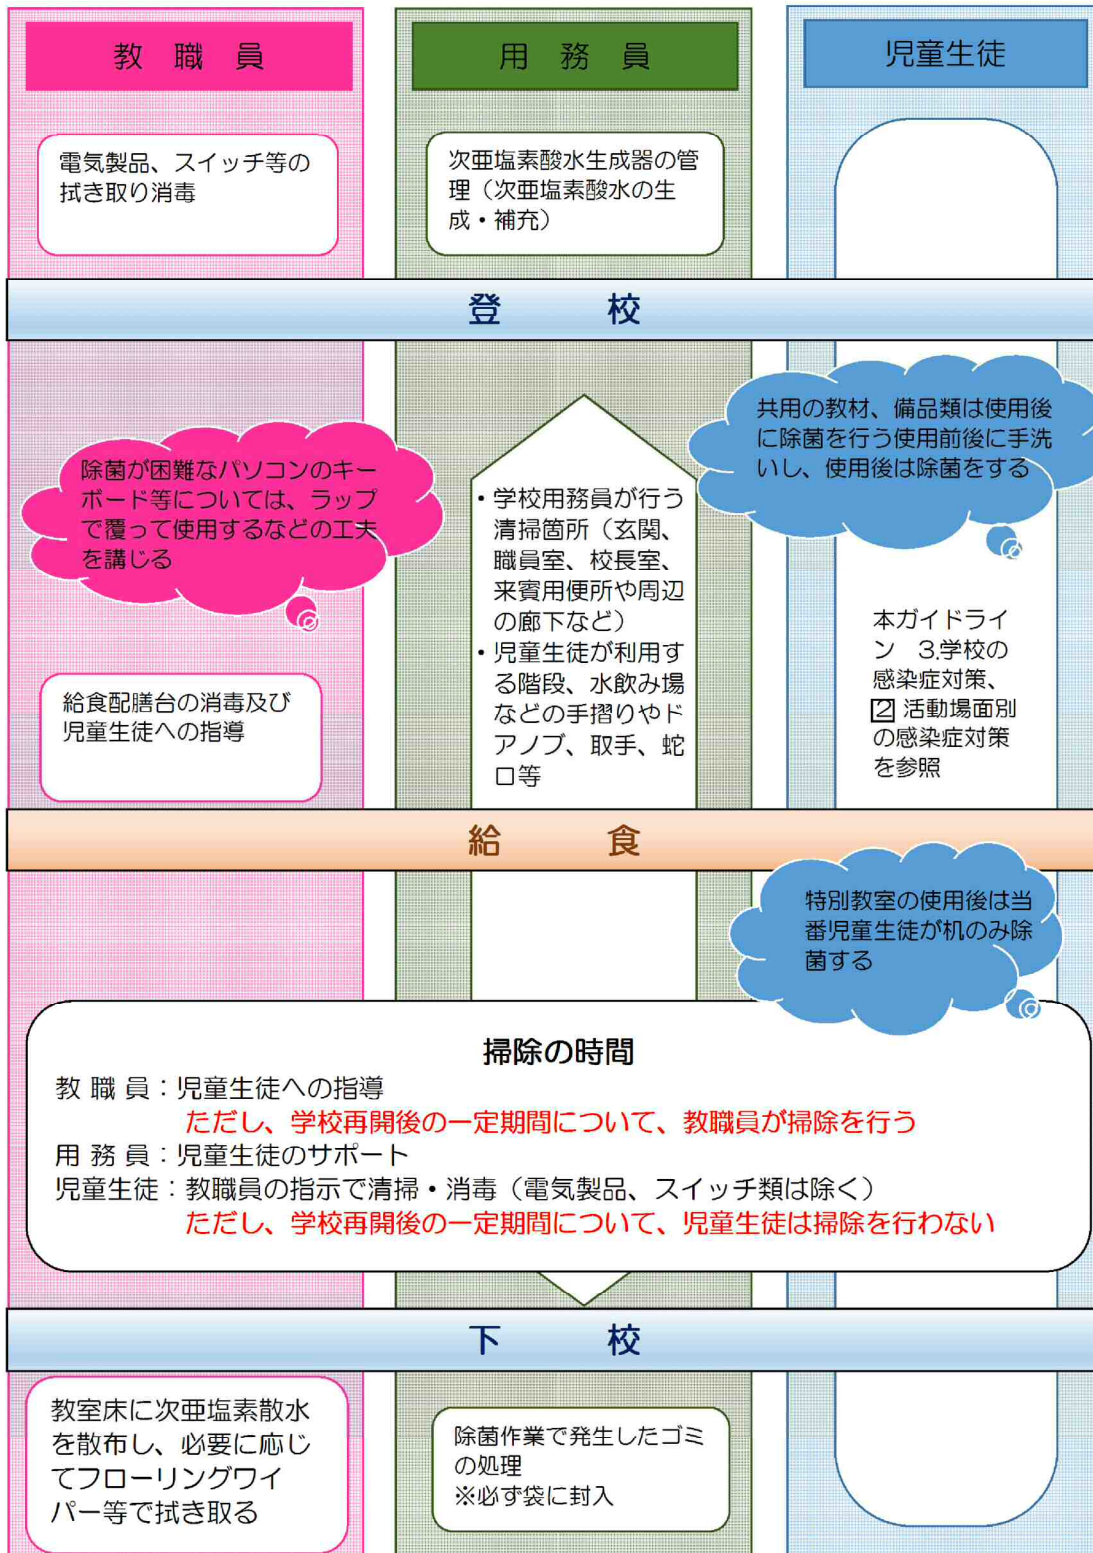 教　職　員
用　務　員
児童生徒
電気製品、スイッチ等の
拭き取り消毒
次亜塩素酸水生成器の管
理（次亜塩素酸水の生
成・補充）
登　校
共用の教材、備品類は使用後
に除菌を行う使用前後に手洗
いし、使用後は除菌をする
除菌が困難なパソコンのキー
ボード等については、ラップ
で覆って使用するなどの工夫
を講じる
・学校用務員が行う
清掃箇所（玄関、
職員室、校長室、
来賓用便所や周辺
の廊下など）
・児童生徒が利用す
る階段、水飲み場
などの手摺りやド
アノブ、取手、蛇
口等
本ガイドライ
ン　3.学校の
感染症対策、
2 活動場面別
の感染症対策
を参照
給食配膳台の消毒及び
児童生徒への指導
給　食
特別教室の使用後は当
番児童生徒が机のみ除
菌する
掃除の時間
教 職 員：児童生徒への指導
ただし、学校再開後の一定期間について、教職員が掃除を行う
用 務 員：児童生徒のサポート
児童生徒：教職員の指示で清掃・消毒（電気製品、スイッチ類は除く）
ただし、学校再開後の一定期間について、児童生徒は掃除を行わない
下　校
教室床に次亜塩素散水
を散布し、必要に応じ
てフローリングワイ
パー等で拭き取る
除菌作業で発生したゴミ
の処理
※必ず袋に封入